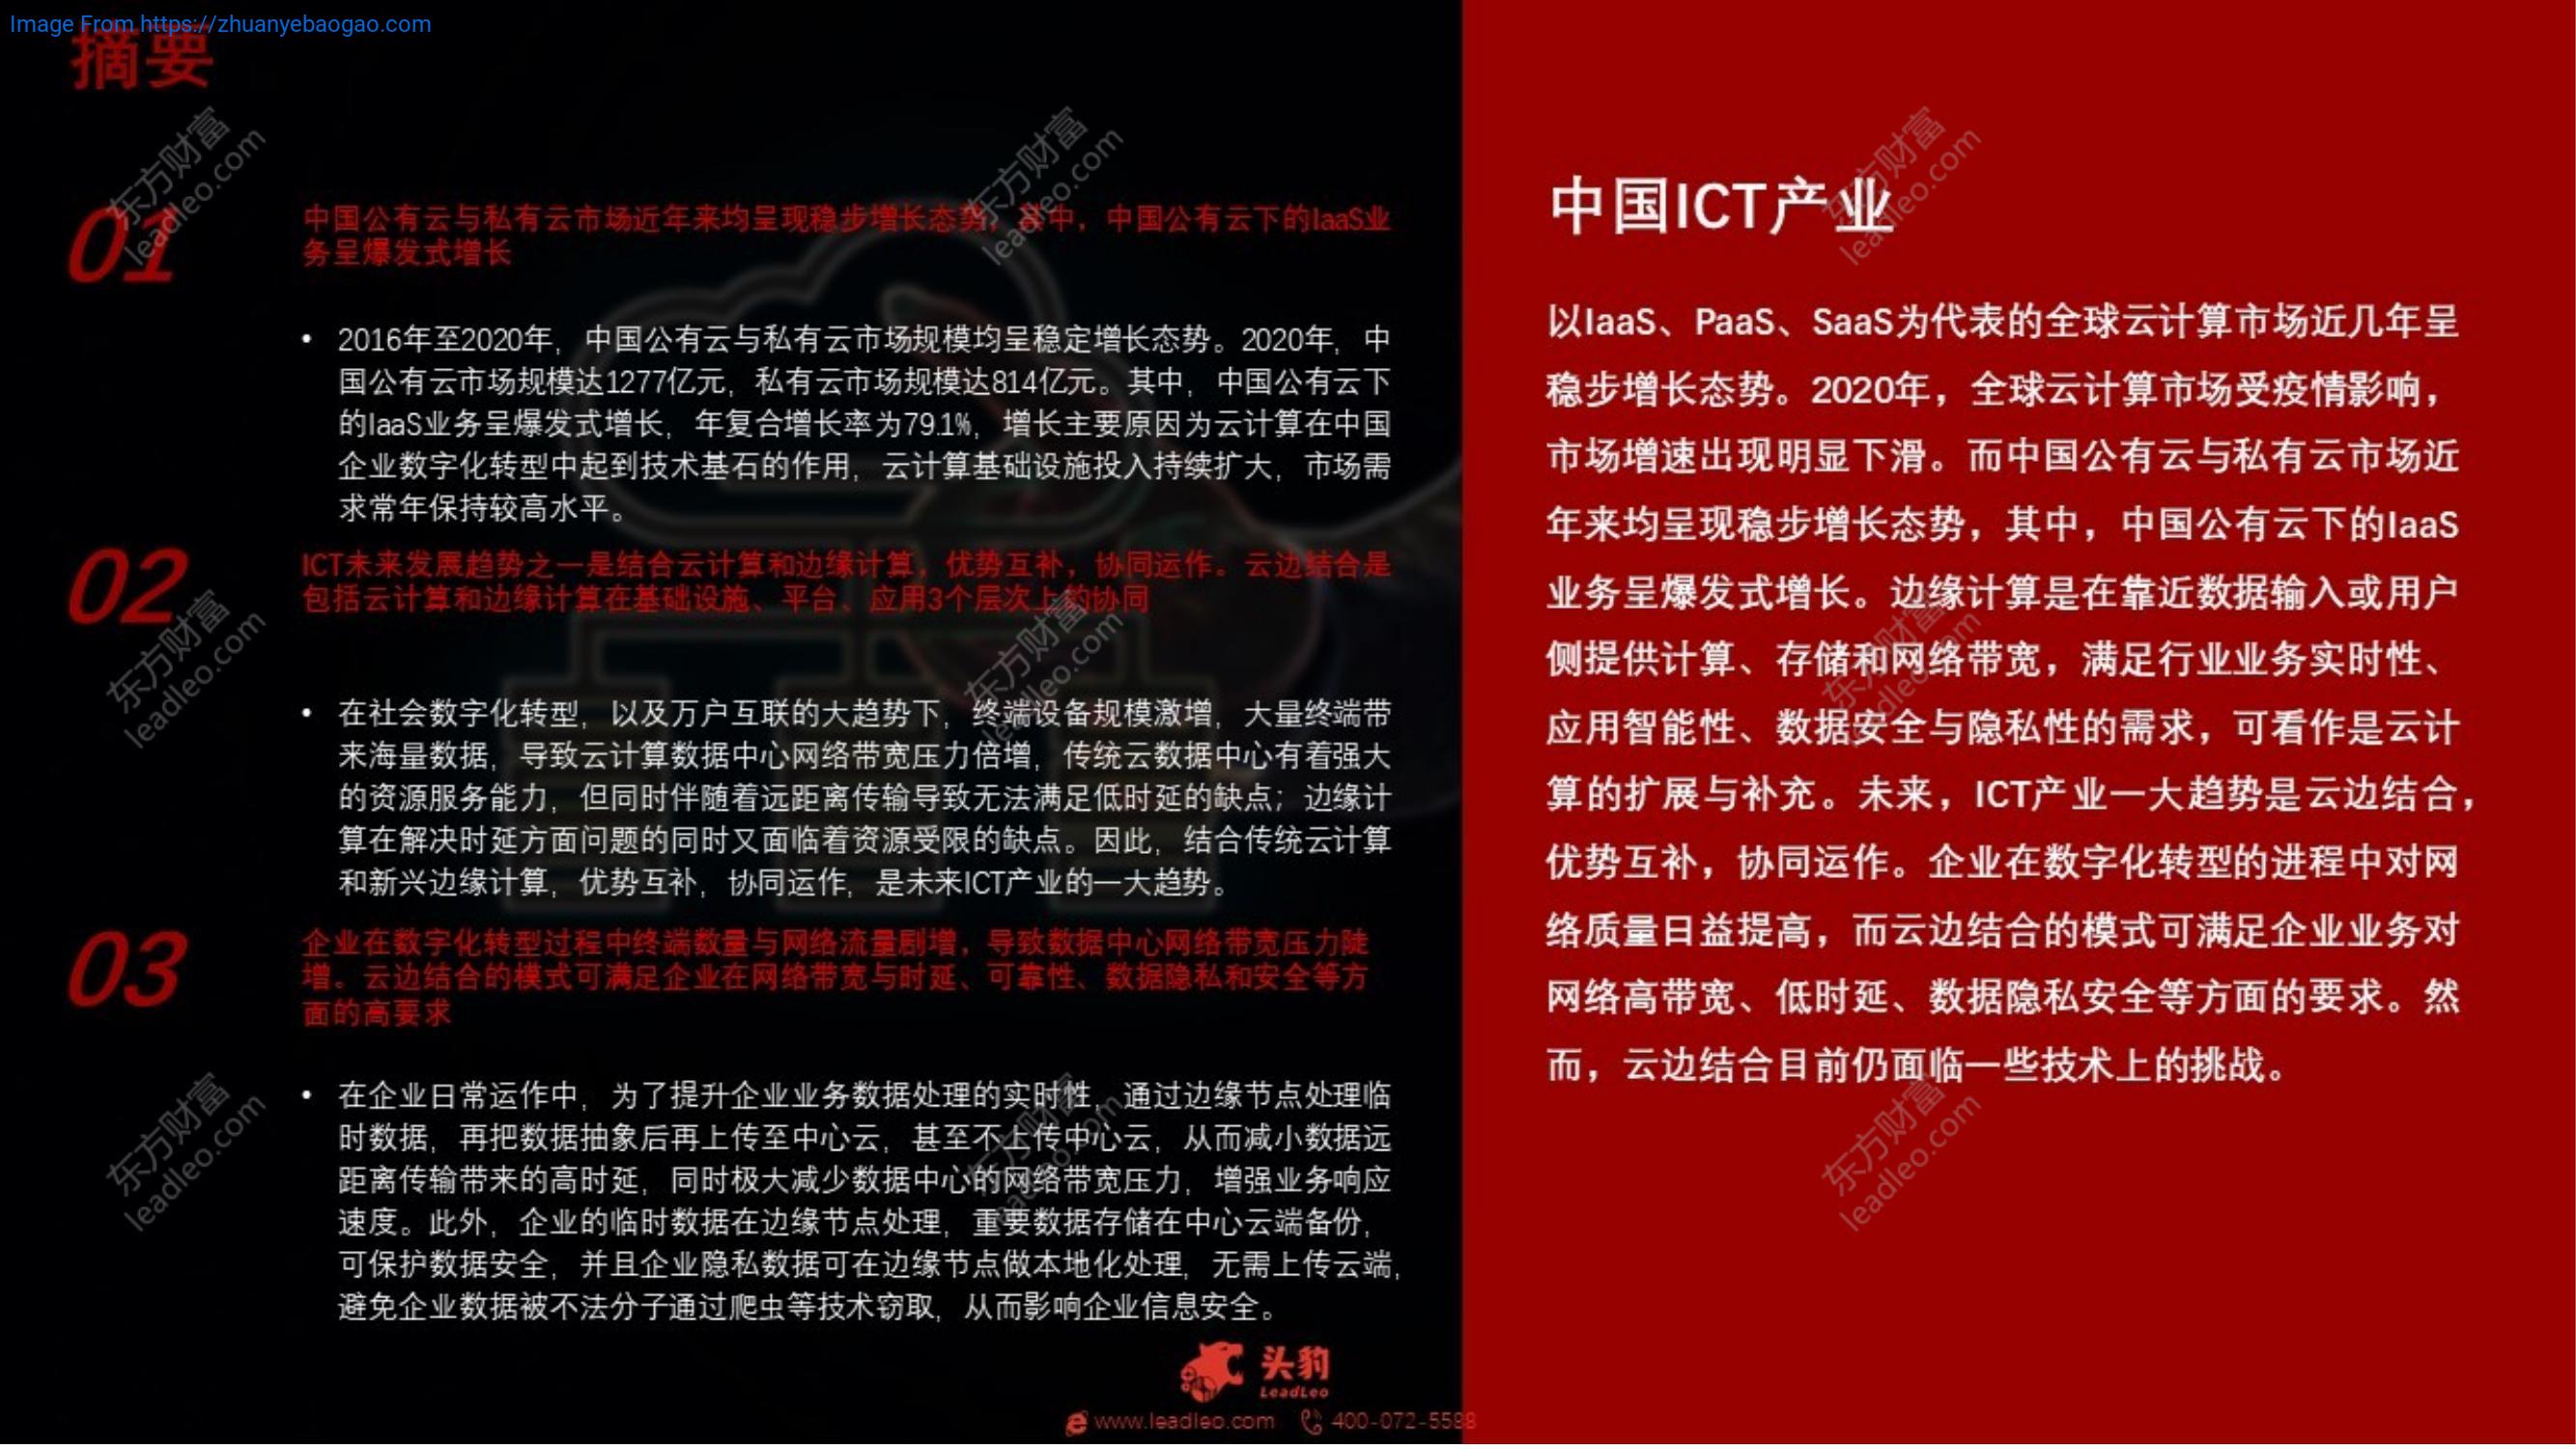 Image From https://zhuanyebaogao.com
摘要
01
中国公有云与私有云市场近年来均呈现稳步增长态势，其中，中国公有云下的IaaS业
务呈爆发式增长
• 2016年至2020年，中国公有云与私有云市场规模均呈稳定增长态势。2020年，中
国公有云市场规模达1277亿元，私有云市场规模达814亿元。其中，中国公有云下
的IaaS业务呈爆发式增长，年复合增长率为79.1%，增长主要原因为云计算在中国
企业数字化转型中起到技术基石的作用，云计算基础设施投入持续扩大，市场需
求常年保持较高水平。
02
ICT未来发展趋势之一是结合云计算和边缘计算，优势互补，协同运作。云边结合是
包括云计算和边缘计算在基础设施、平台、应用3个层次上的协同
• 在社会数字化转型，以及万户互联的大趋势下，终端设备规模激增，大量终端带
来海量数据，导致云计算数据中心网络带宽压力倍增，传统云数据中心有着强大
的资源服务能力，但同时伴随着远距离传输导致无法满足低时延的缺点；边缘计
算在解决时延方面问题的同时又面临着资源受限的缺点。因此，结合传统云计算
和新兴边缘计算，优势互补，协同运作，是未来ICT产业的一大趋势。
03
企业在数字化转型过程中终端数量与网络流量剧增，导致数据中心网络带宽压力陡
增。云边结合的模式可满足企业在网络带宽与时延、可靠性、数据隐私和安全等方
面的高要求
• 在企业日常运作中，为了提升企业业务数据处理的实时性，通过边缘节点处理临
时数据，再把数据抽象后再上传至中心云，甚至不上传中心云，从而减小数据远
距离传输带来的高时延，同时极大减少数据中心的网络带宽压力，增强业务响应
速度。此外，企业的临时数据在边缘节点处理，重要数据存储在中心云端备份，
可保护数据安全，并且企业隐私数据可在边缘节点做本地化处理，无需上传云端，
避免企业数据被不法分子通过爬虫等技术窃取，从而影响企业信息安全。
头豹
LeadLeo
www.leadleo.com 400-072-5588
中国ICT产业
以IaaS、PaaS、SaaS为代表的全球云计算市场近几年呈
稳步增长态势。2020年，全球云计算市场受疫情影响，
市场增速出现明显下滑。而中国公有云与私有云市场近
年来均呈现稳步增长态势，其中，中国公有云下的IaaS
业务呈爆发式增长。边缘计算是在靠近数据输入或用户
侧提供计算、存储和网络带宽，满足行业业务实时性、
应用智能性、数据安全与隐私性的需求，可看作是云计
算的扩展与补充。未来，ICT产业一大趋势是云边结合，
优势互补，协同运作。企业在数字化转型的进程中对网
络质量日益提高，而云边结合的模式可满足企业业务对
网络高带宽、低时延、数据隐私安全等方面的要求。然
而，云边结合目前仍面临一些技术上的挑战。
东方财富
leadleo.com
东方财富
leadleo.com
东方财富
leadleo.com
东方财富
leadleo.com
东方财富
leadleo.com
东方财富
leadleo.com
东方财富
leadleo.com
东方财富
leadleo.com
东方财富
leadleo.com